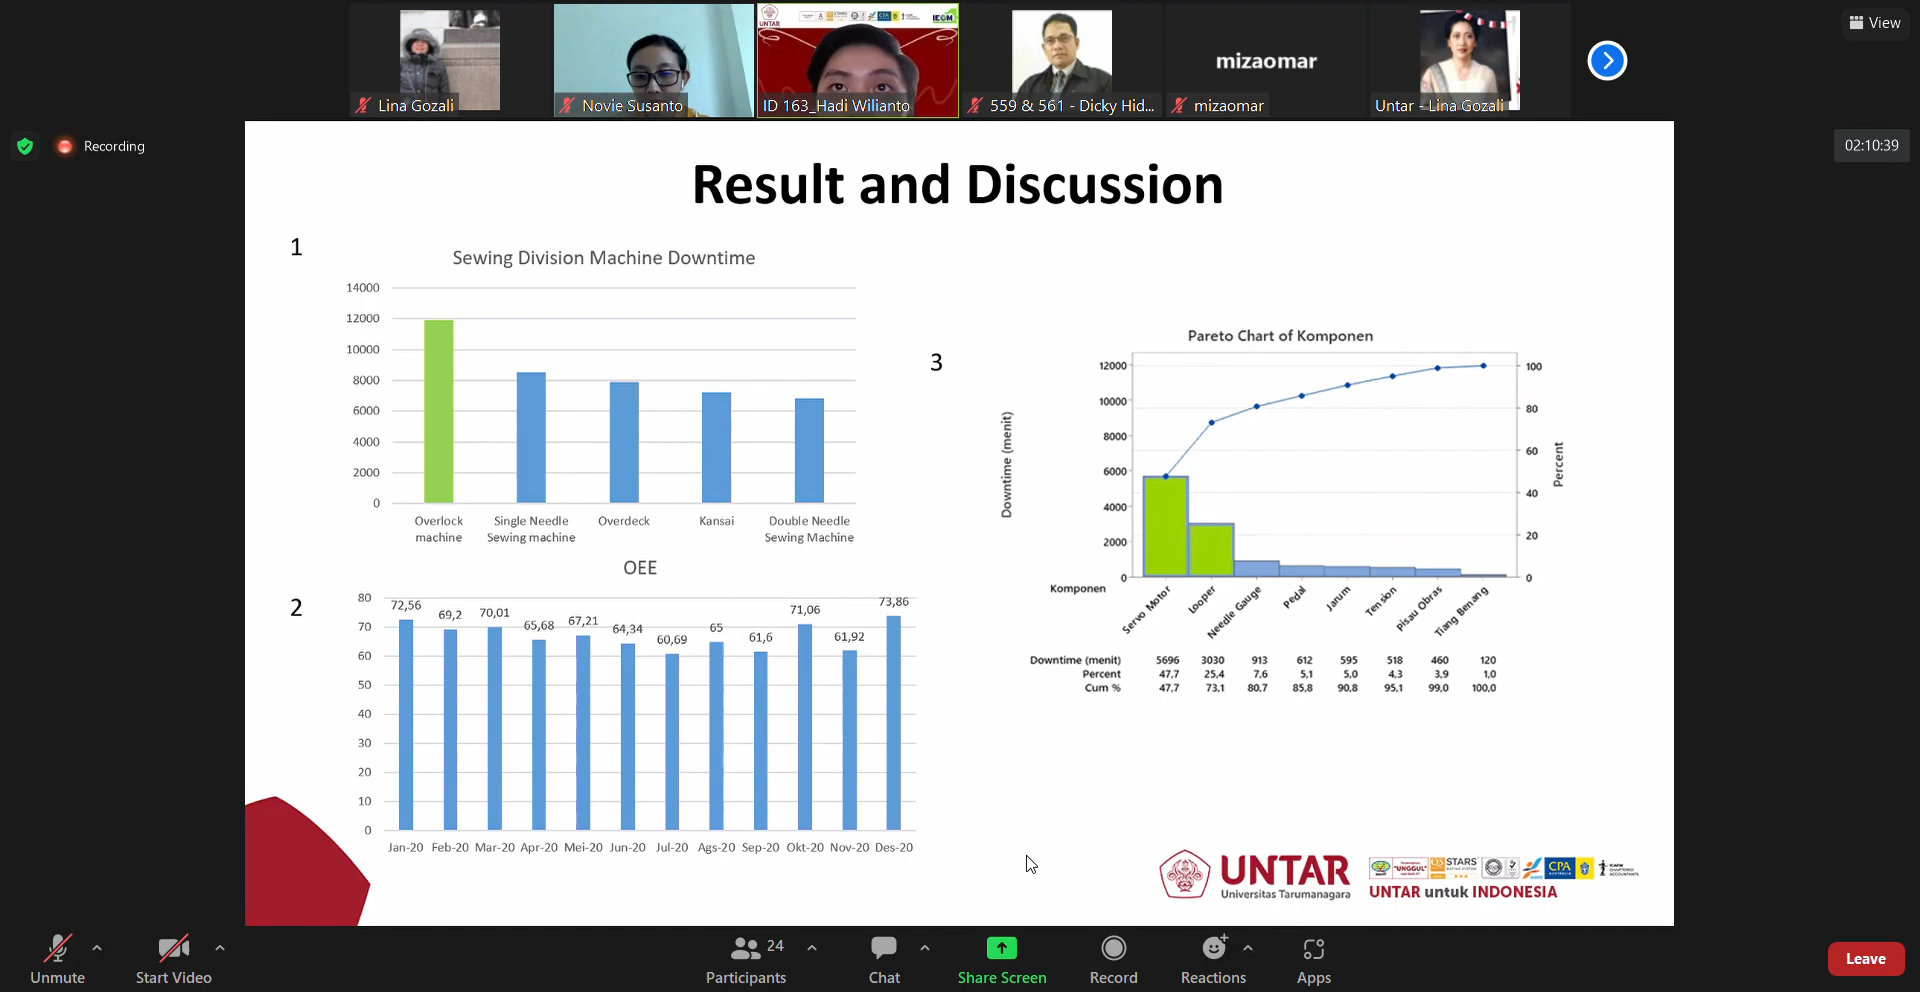 Lina Gozali
Novie Susanto
UNTAR
IEOM
ID 163_Hadi Wilianto
559 & 561 - Dicky Hid...
mizaomar
mizaomar
Untar - Lina Gozali
View
Recording
02:10:39
Result and Discussion
1
Sewing Division Machine Downtime
14000
12000
10000
8000
6000
4000
2000
0
Overlock machine
Single Needle Sewing machine
Overdeck
Kansai
Double Needle Sewing Machine
2
OEE
80
70
60
50
40
30
20
10
0
72,56 69,2 70,01 65,68 67,21 64,34 60,69 65 61,6 71,06 61,92 73,86
Jan-20 Feb-20 Mar-20 Apr-20 Mei-20 Jun-20 Jul-20 Ags-20 Sep-20 Okt-20 Nov-20 Des-20
3
Pareto Chart of Komponen
Downtime (menit)
12000
10000
8000
6000
4000
2000
0
Percent
100
80
60
40
20
0
Komponen Servo Motor Looper Needle Gauge Pedal Jarum Tension Pisau Obras Tiang Benang
Downtime (menit) 5696 3030 913 612 595 518 460 120
Percent 47,7 25,4 7,6 5,1 5,0 4,3 3,9 1,0
Cum % 47,7 73,1 80,7 85,8 90,8 95,1 99,0 100,0
UNTAR
Universitas Tarumanagara
"UNGGUL"
STARS
CPA
UNTAR untuk INDONESIA
Unmute
Start Video
24
Participants
Chat
Share Screen
Record
Reactions
Apps
Leave